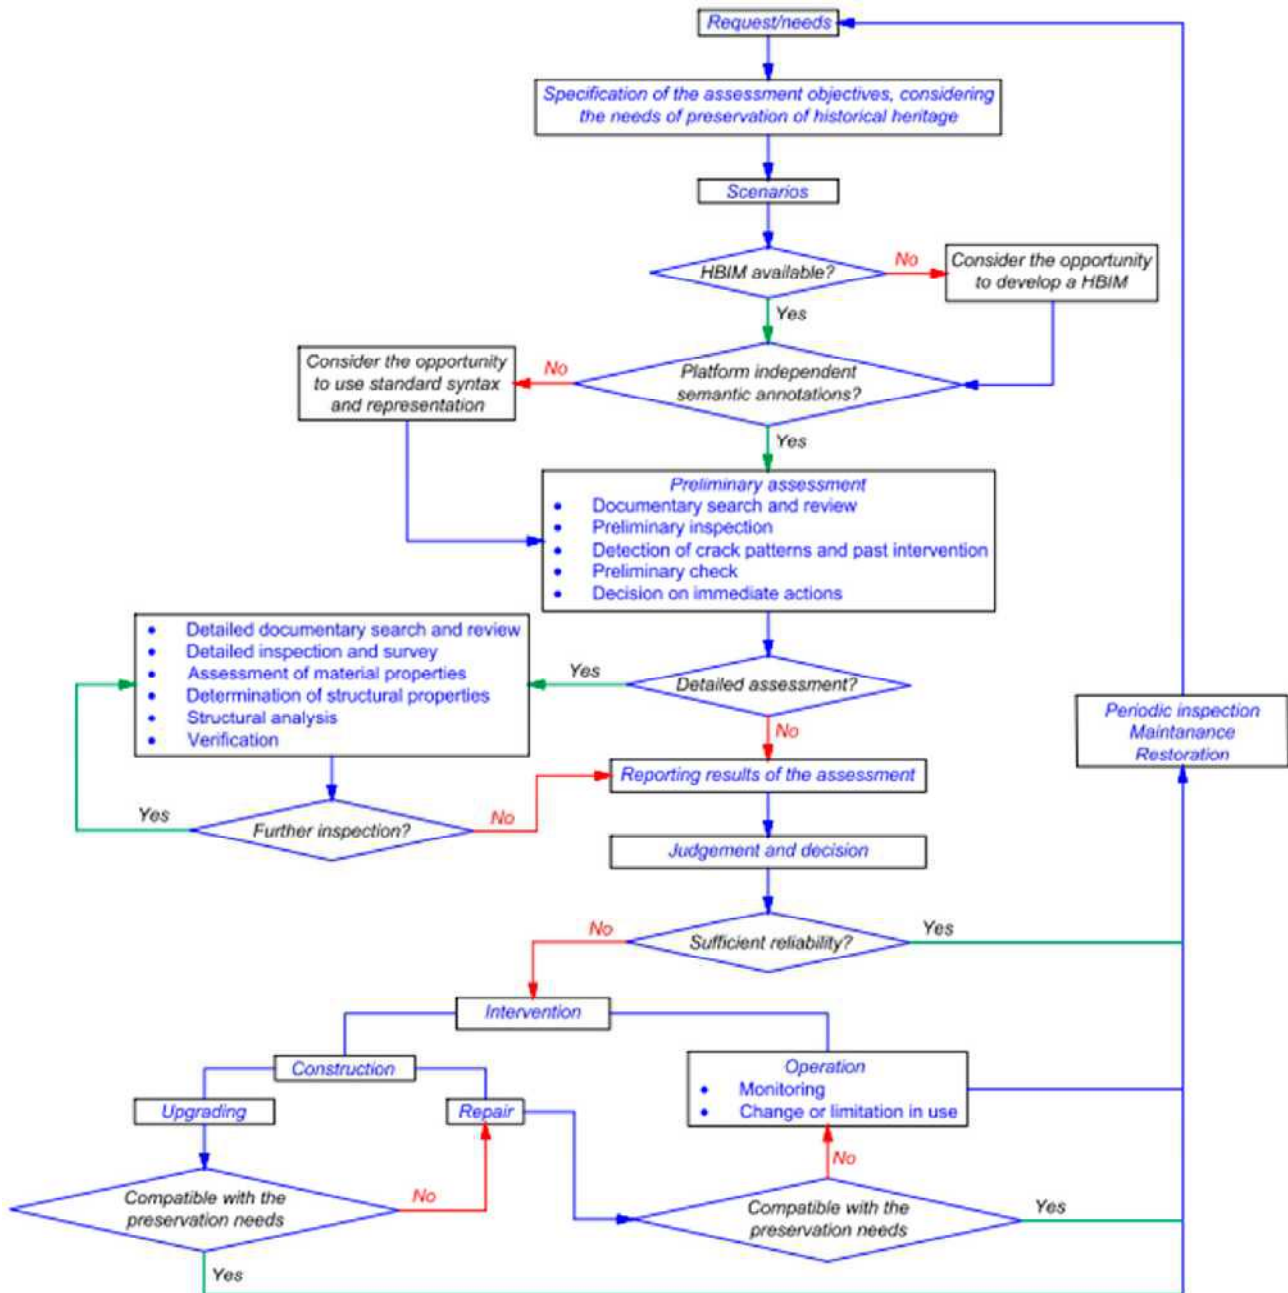 Request/needs
Specification of the assessment objectives, considering
the needs of preservation of historical heritage
Scenarios
HBIM available?
No
Consider the opportunity
to develop a HBIM
Yes
Consider the opportunity
to use standard syntax
and representation
No
Platform independent
semantic annotations?
Yes
Preliminary assessment
• Documentary search and review
• Preliminary inspection
• Detection of crack patterns and past intervention
• Preliminary check
• Decision on immediate actions
• Detailed documentary search and review
• Detailed inspection and survey
• Assessment of material properties
• Determination of structural properties
• Structural analysis
• Verification
Yes
Detailed assessment?
No
Periodic inspection
Maintanance
Restoration
Reporting results of the assessment
Yes
Further inspection?
No
Judgement and decision
No
Sufficient reliability?
Yes
Intervention
Construction
Operation
• Monitoring
• Change or limitation in use
Upgrading
Repair
No
Compatible with the
preservation needs
No
Compatible with the
preservation needs
Yes
Yes